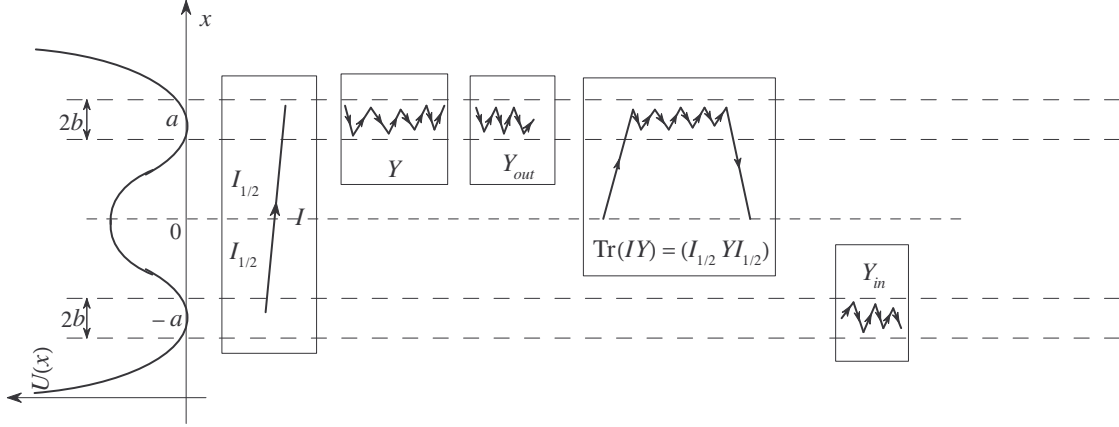 x
2b
a
I1/2
I
0
I1/2
Y
Yout
Tr(IY) = (I1/2 YI1/2)
Yin
2b
−a
U(x)